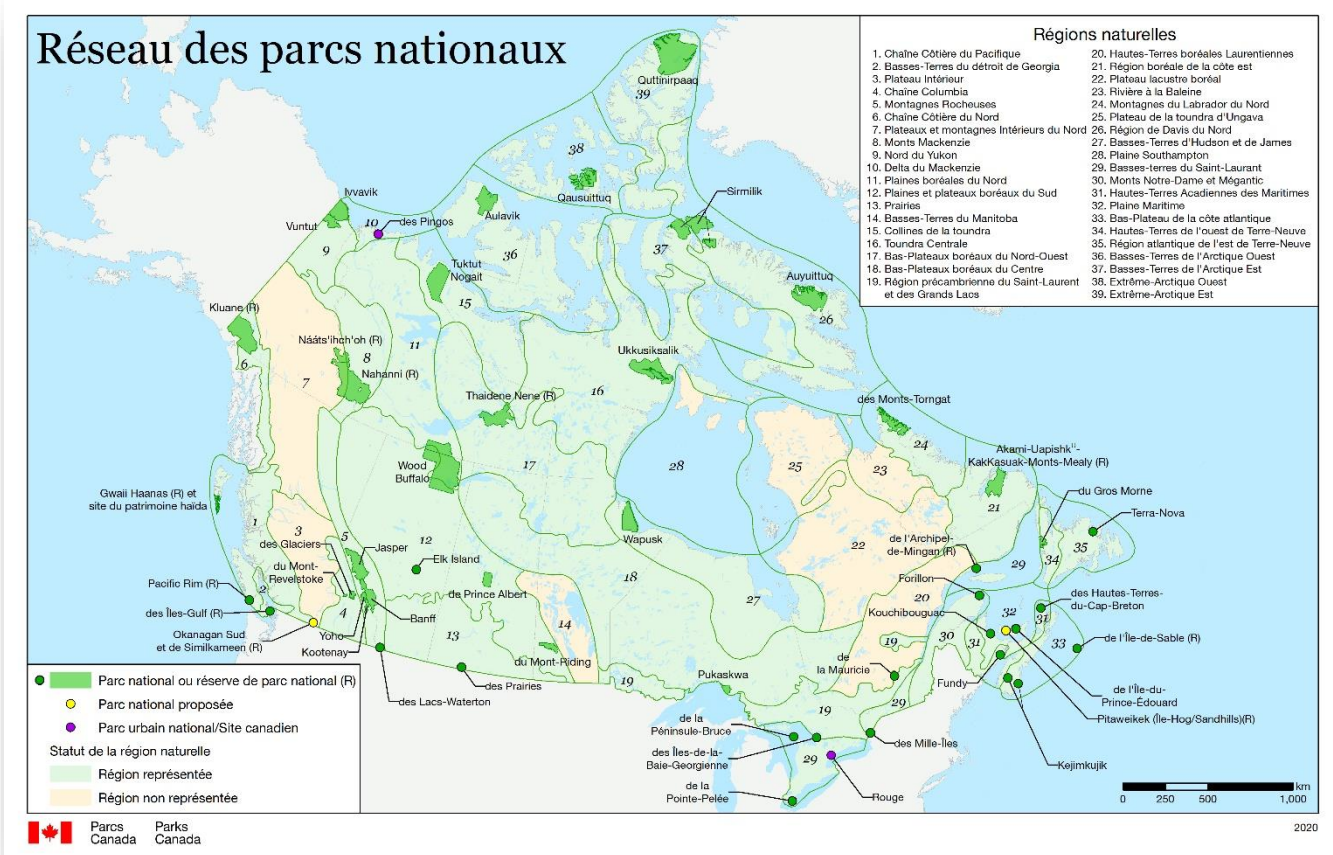 Réseau des parcs nationaux
Régions naturelles
1. Chaîne Côtière du Pacifique
2. Basses-Terres du détroit de Georgia
3. Plateau Intérieur
4. Chaîne Columbia
5. Montagnes Rocheuses
6. Chaîne Côtière du Nord
7. Plateaux et montagnes Intérieurs du Nord
8. Monts Mackenzie
9. Nord du Yukon
10. Delta du Mackenzie
11. Plaines boréales du Nord
12. Plaines et plateaux boréaux du Sud
13. Prairies
14. Basses-Terres du Manitoba
15. Collines de la toundra
16. Toundra Centrale
17. Bas-Plateaux boréaux du Nord-Ouest
18. Bas-Plateaux boréaux du Centre
19. Région précambrienne du Saint-Laurent
et des Grands Lacs
20. Hautes-Terres boréales Laurentiennes
21. Région boréale de la côte est
22. Plateau lacustre boréal
23. Rivière à la Baleine
24. Montagnes du Labrador du Nord
25. Plateau de la toundra d'Ungava
26. Région de Davis du Nord
27. Basses-Terres d'Hudson et de James
28. Plaine Southampton
29. Basses-terres du Saint-Laurant
30. Monts Notre-Dame et Mégantic
31. Hautes-Terres Acadiennes des Maritimes
32. Plaine Maritime
33. Bas-Plateau de la côte atlantique
34. Hautes-Terres de l'ouest de Terre-Neuve
35. Région atlantique de l'est de Terre-Neuve
36. Basses-Terres de l'Arctique Ouest
37. Basses-Terres de l'Arctique Est
38. Extrême-Arctique Ouest
39. Extrême-Arctique Est
Quttinirpaaq
39
38
Qausuittuq
Sirmilik
Ivvavik
Vuntut
10
des Pingos
Aulavik
9
36
37
Tuktut
Nogait
15
Auyuittuq
26
Kluane (R)
6
Nááts'ihch'oh (R)
8
Nahanni (R)
7
11
Ukkusiksalik
16
Thaidene Nene (R)
des Monts-Torngat
24
Wood
Buffalo
17
28
25
23
Akami-Uapishkᵁ-
KakKasuak-Monts-Mealy (R)
21
du Gros Morne
Terra-Nova
Gwaii Haanas (R) et
site du patrimoine haïda
1
3
5
12
Wapusk
22
de l'Archipel-
de-Mingan (R)
29
34
35
des Glaciers
Jasper
Elk Island
du Mont-
Revelstoke
de Prince Albert
18
27
20
Forillon
Kouchibouguac
32
31
des Hautes-Terres-
du-Cap-Breton
Pacific Rim (R)
2
des Îles-Gulf (R)
4
Banff
14
19
30
31
33
de l'Île-de-Sable (R)
Okanagan Sud
et de Similkameen (R)
Yoho
Kootenay
13
du Mont-Riding
19
Pukaskwa
de
la Mauricie
29
Fundy
de l'Île-du-
Prince-Édouard
Pitaweikek (Île-Hog/Sandhills)(R)
des Lacs-Waterton
des Prairies
19
de la
Péninsule-Bruce
des Îles-de-la-
Baie-Georgienne
29
des Mille-Îles
Kejimkujik
de la
Pointe-Pelée
Rouge
Parc national ou réserve de parc national (R)
Parc national proposée
Parc urbain national/Site canadien
Statut de la région naturelle
Région représentée
Région non représentée
km
0 250 500 1,000
Parcs Parks
Canada Canada
2020